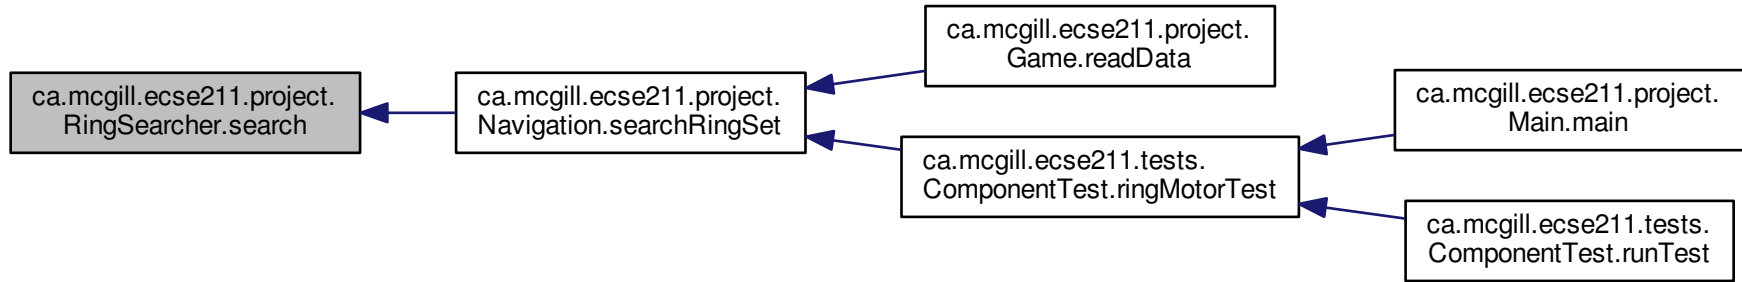 ca.mcgill.ecse211.project.
RingSearcher.search
ca.mcgill.ecse211.project.
Navigation.searchRingSet
ca.mcgill.ecse211.project.
Game.readData
ca.mcgill.ecse211.tests.
ComponentTest.ringMotorTest
ca.mcgill.ecse211.project.
Main.main
ca.mcgill.ecse211.tests.
ComponentTest.runTest